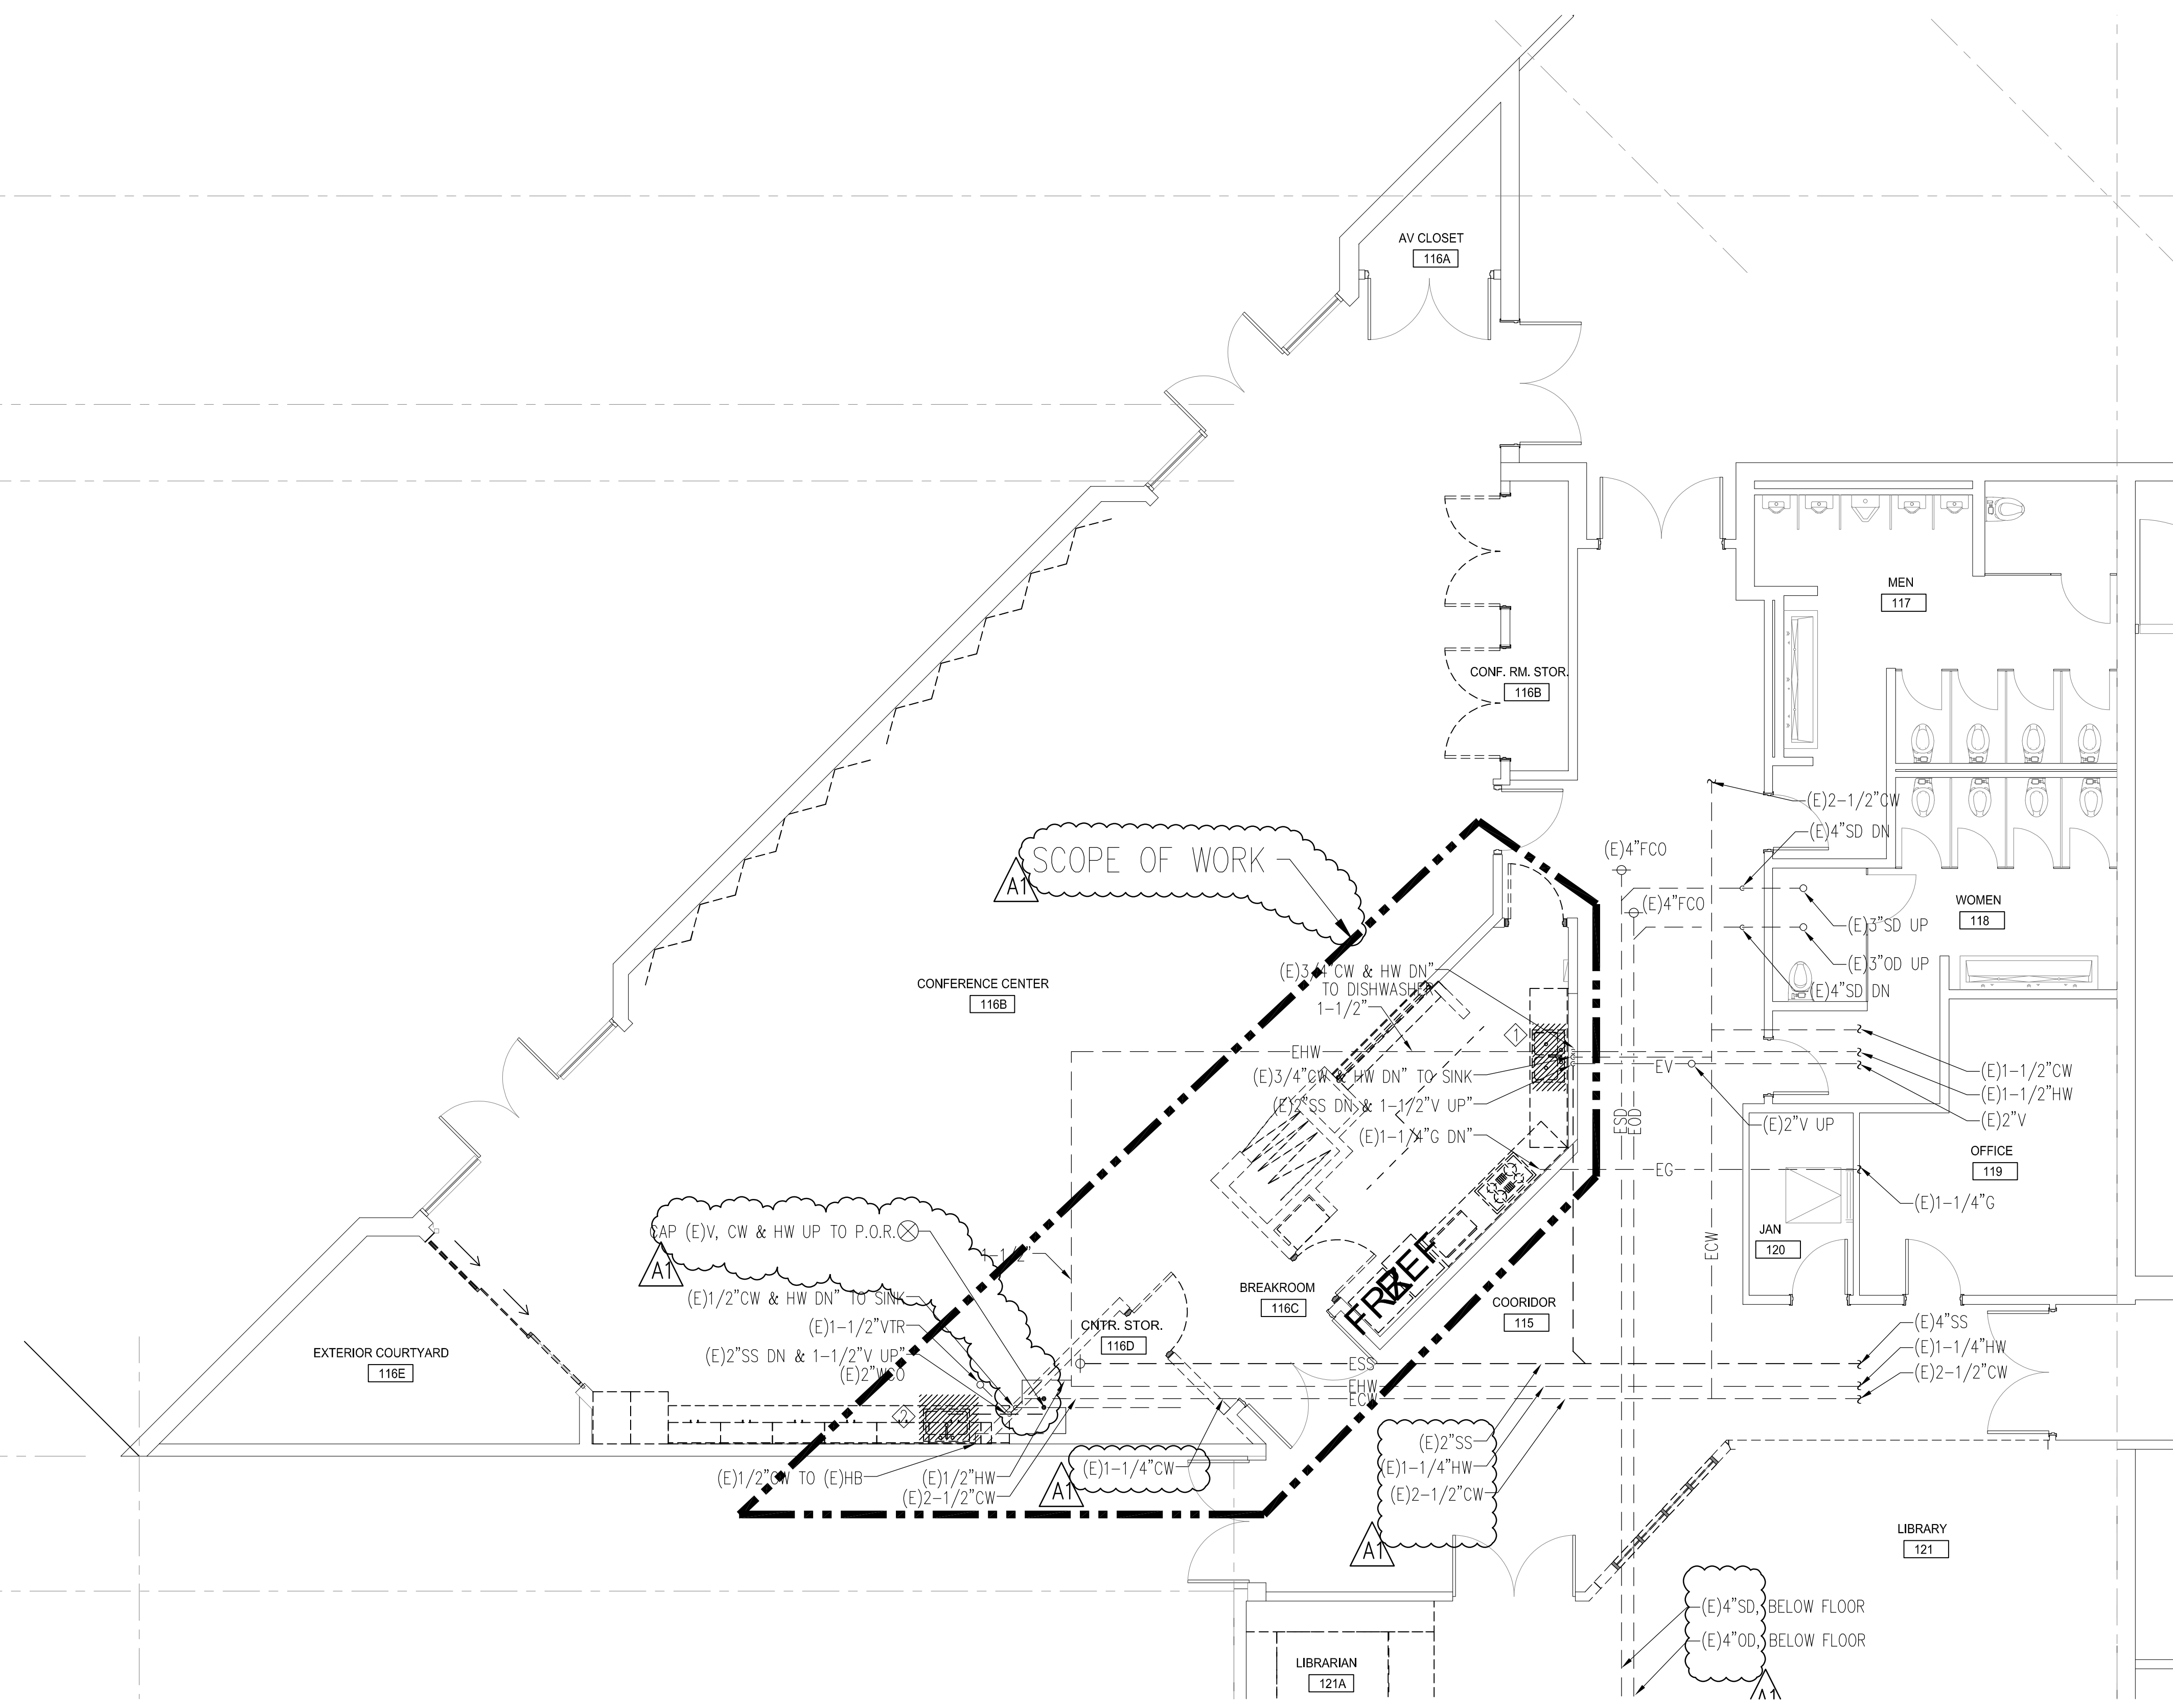 AV CLOSET
116A
MEN
117
CONF. RM. STOR.
116B
(E)2-1/2"CW
(E)4"SD DN
(E)4"FCO
SCOPE OF WORK
A1
(E)4"FCO
WOMEN
118
(E)3"SD UP
(E)3"OD UP
(E)4"SD DN
CONFERENCE CENTER
116B
(E)3/4"CW & HW DN"
TO DISHWASHER
1-1/2"
1
EHW
EV
(E)3/4"CW & HW DN" TO SINK
(E)2"SS DN & 1-1/2"V UP"
(E)1-1/4"G DN"
(E)1-1/2"CW
(E)1-1/2"HW
(E)2"V
(E)2"V UP
ESD
EOD
OFFICE
119
EG
(E)1-1/4"G
JAN
120
ECW
CAP (E)V, CW & HW UP TO P.O.R.
A1
1-1/2"
(E)1/2"CW & HW DN" TO SINK
(E)1-1/2"VTR
(E)2"SS DN & 1-1/2"V UP"
(E)2"WCO
BREAKROOM
116C
FRZ
REF
COORIDOR
115
CNTR. STOR.
116D
EXTERIOR COURTYARD
116E
(E)4"SS
(E)1-1/4"HW
(E)2-1/2"CW
ESS
EHW
ECW
2
(E)1/2"CW TO (E)HB
(E)1/2"HW
(E)2-1/2"CW
A1
(E)1-1/4"CW
(E)2"SS
(E)1-1/4"HW
(E)2-1/2"CW
A1
LIBRARY
121
(E)4"SD, BELOW FLOOR
(E)4"OD, BELOW FLOOR
A1
LIBRARIAN
121A